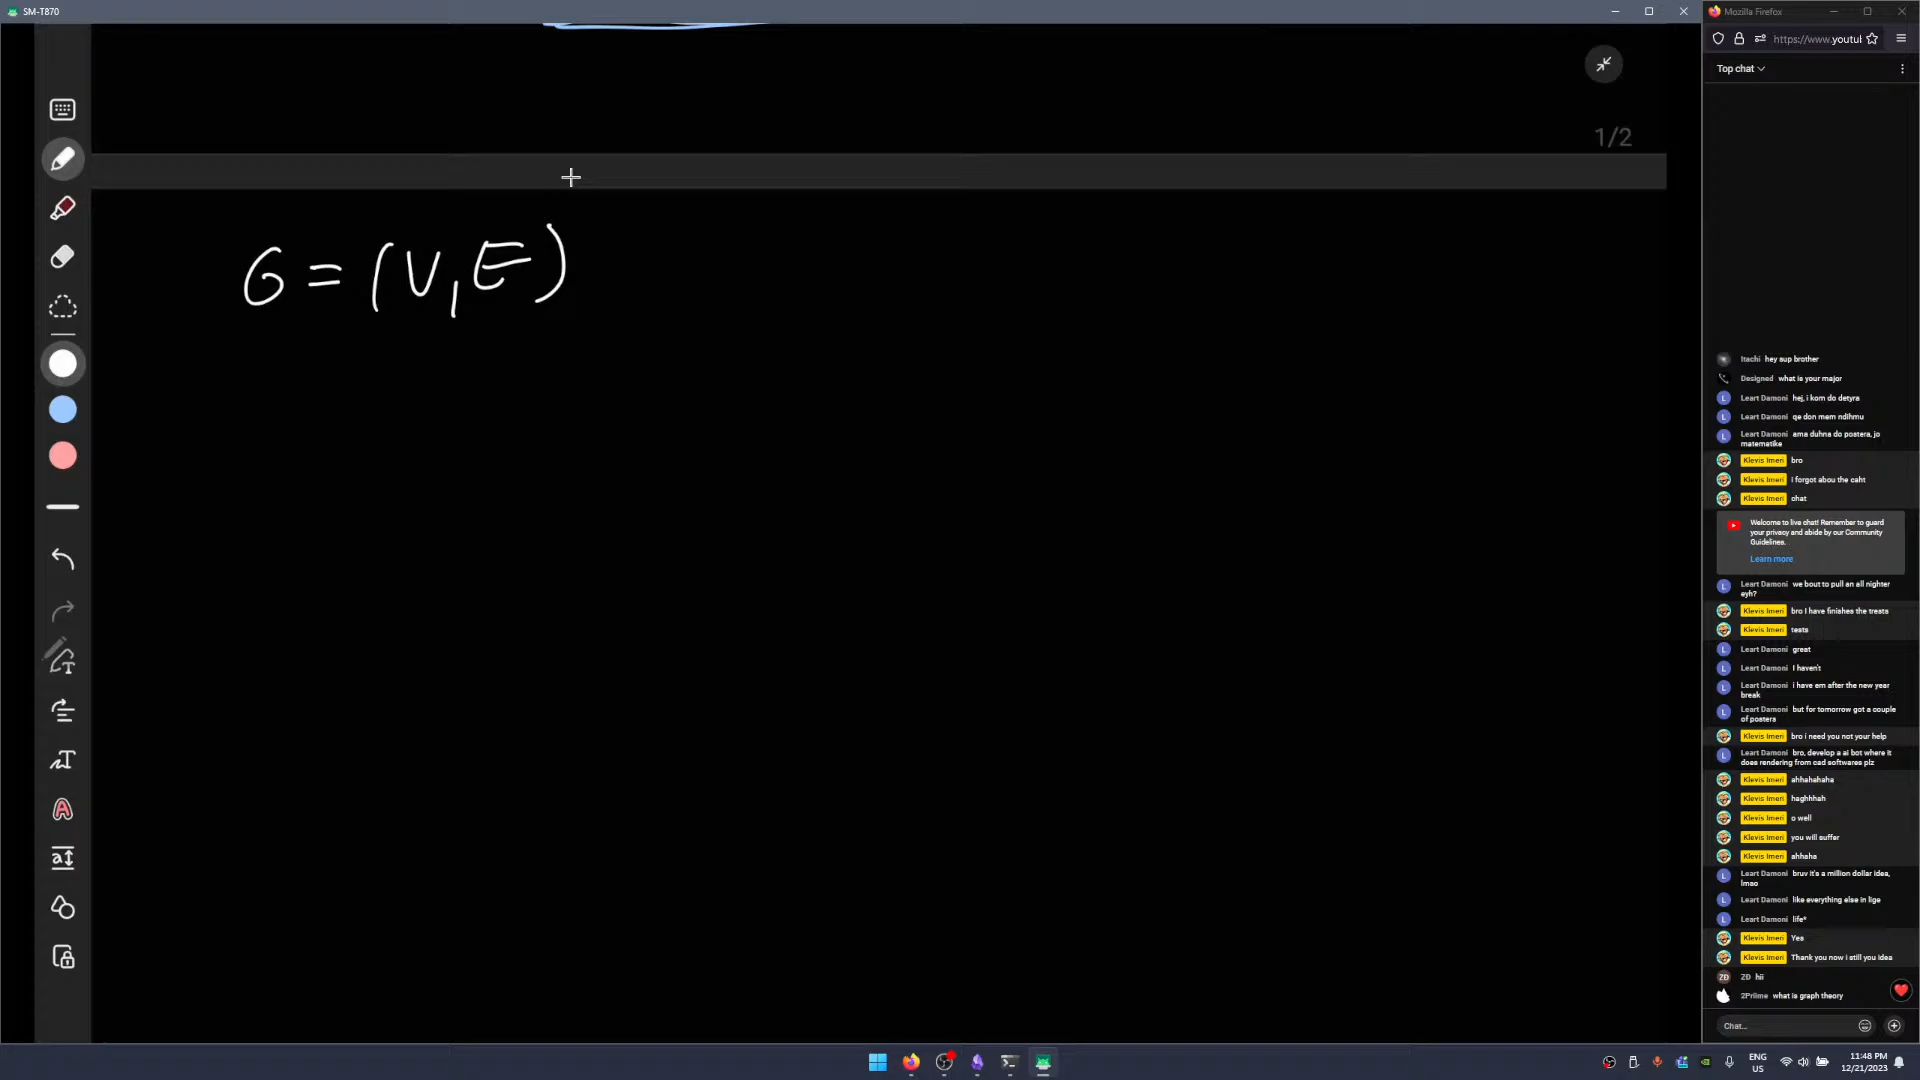 SM-T870
Mozilla Firefox
https://www.youtul
Top chat
1/2
G = (V, E)
Itachi hey sup brother
Designed what is your major
Leart Damoni hej, i kom do detyra
Leart Damoni qe don mem ndihmu
Leart Damoni ama duhna do postera, jo
matematike
Klevis Imeri bro
Klevis Imeri i forgot abou the caht
Klevis Imeri chat
Welcome to live chat! Remember to guard
your privacy and abide by our Community
Guidelines.
Learn more
Leart Damoni we bout to pull an all nighter
eyh?
Klevis Imeri bro I have finishes the trests
Klevis Imeri tests
Leart Damoni great
Leart Damoni I haven't
Leart Damoni i have em after the new year
break
Leart Damoni but for tomorrow got a couple
of posters
Klevis Imeri bro i need you not your help
Leart Damoni bro, develop a ai bot where it
does rendering from cad softwares plz
Klevis Imeri ahhahahaha
Klevis Imeri haghhhah
Klevis Imeri o well
Klevis Imeri you will suffer
Klevis Imeri ahhaha
Leart Damoni bruv it's a million dollar idea,
lmao
Leart Damoni like everything else in lige
Leart Damoni life*
Klevis Imeri Yes
Klevis Imeri Thank you now i still you idea
ZD hii
2Priime what is graph theory
Chat...
ENG
US
11:48 PM
12/21/2023